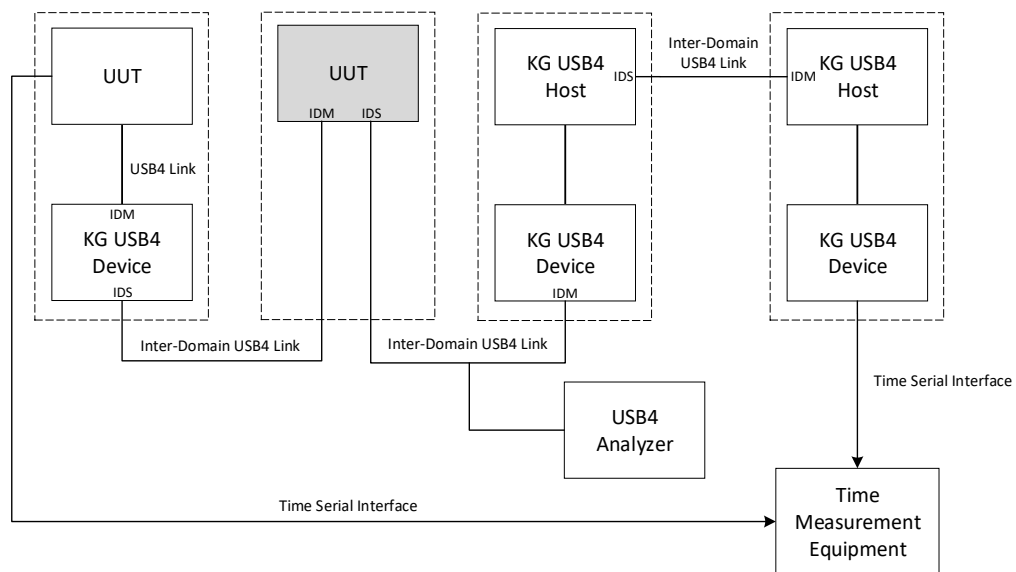 UUT
USB4 Link
IDM
KG USB4
Device
IDS
UUT
IDM IDS
KG USB4
Host
IDS
Inter-Domain
USB4 Link
IDM
KG USB4
Host
KG USB4
Device
IDM
KG USB4
Device
Inter-Domain USB4 Link
Inter-Domain USB4 Link
Time Serial Interface
USB4
Analyzer
Time Serial Interface
Time
Measurement
Equipment